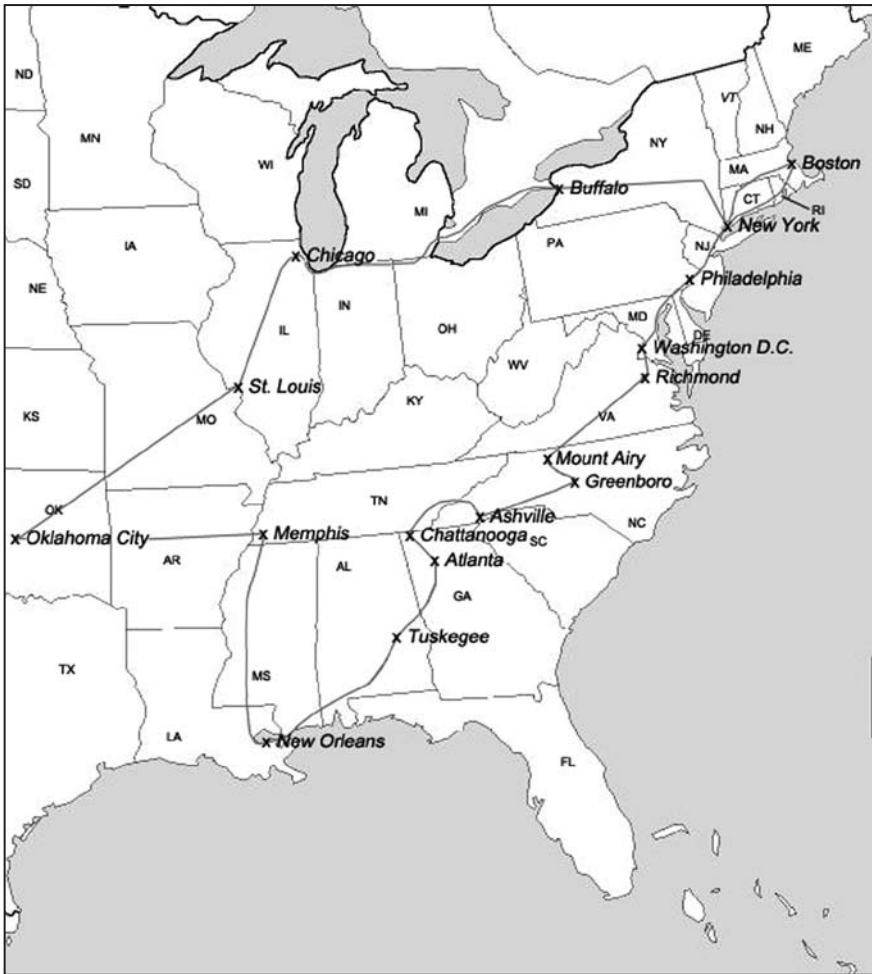 ND
ME
MN
VT
NH
WI
NY
SD
MA
Boston
Buffalo
CT
MI
RI
New York
IA
PA
Chicago
NJ
NE
Philadelphia
IN
OH
MD
IL
DE
Washington D.C.
WV
Richmond
St. Louis
KY
KS
MO
VA
Mount Airy
Greenboro
TN
OK
Ashville
NC
Oklahoma City
Memphis
Chattanooga
SC
AR
AL
Atlanta
GA
Tuskegee
TX
MS
LA
New Orleans
FL